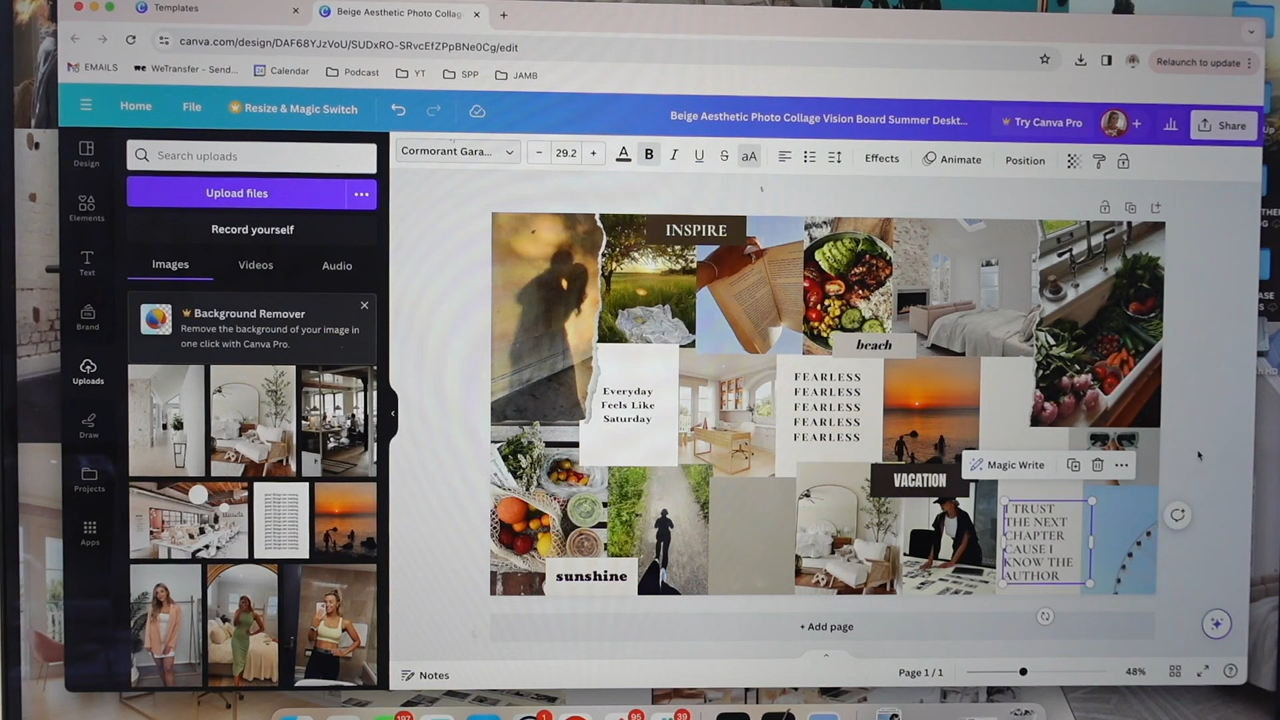 Templates
Beige Aesthetic Photo Collag
canva.com/design/DAF68YJzVoU/SUDxRO-SRvcEfZPpBNe0Cg/edit
Relaunch to update
EMAILS
WeTransfer - Send...
Calendar
Podcast
YT
SPP
JAMB
Home
File
Resize & Magic Switch
Beige Aesthetic Photo Collage Vision Board Summer Deskt...
Try Canva Pro
Share
Design
Elements
Text
Brand
Uploads
Draw
Projects
Apps
Search uploads
Upload files
Record yourself
Images
Videos
Audio
Background Remover
Remove the background of your image in
one click with Canva Pro.
Cormorant Gara...
29.2
A
B
I
U
S
aA
Effects
Animate
Position
INSPIRE
beach
Everyday
Feels Like
Saturday
FEARLESS
FEARLESS
FEARLESS
FEARLESS
FEARLESS
VACATION
Magic Write
sunshine
I TRUST
THE NEXT
CHAPTER
CAUSE I
KNOW THE
AUTHOR
+ Add page
Notes
Page 1 / 1
48%
197
1
95
39